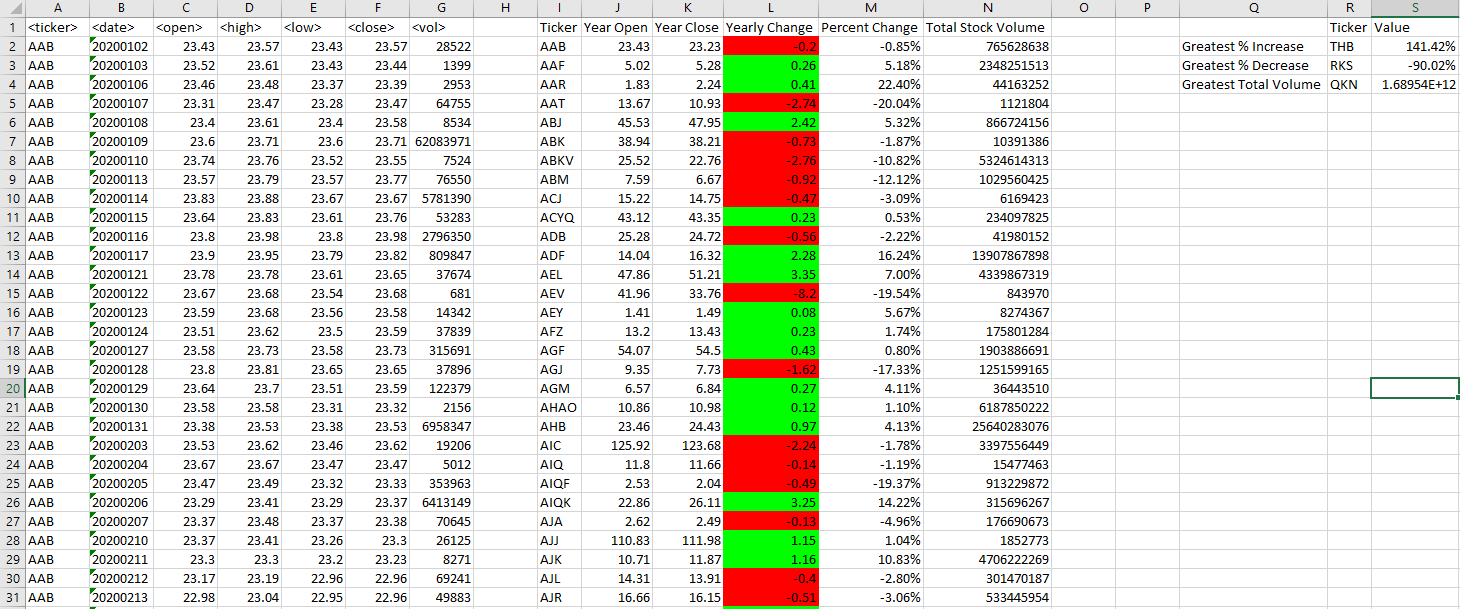 A B C D E F G H I J K L M N O P Q R S
1 <ticker> <date> <open> <high> <low> <close> <vol> Ticker Year Open Year Close Yearly Change Percent Change Total Stock Volume Ticker Value
2 AAB 20200102 23.43 23.57 23.43 23.57 28522 AAB 23.43 23.23 -0.2 -0.85% 765628638 Greatest % Increase THB 141.42%
3 AAB 20200103 23.52 23.61 23.43 23.44 1399 AAF 5.02 5.28 0.26 5.18% 2348251513 Greatest % Decrease RKS -90.02%
4 AAB 20200106 23.46 23.48 23.37 23.39 2953 AAR 1.83 2.24 0.41 22.40% 44163252 Greatest Total Volume QKN 1.68954E+12
5 AAB 20200107 23.31 23.47 23.28 23.47 64755 AAT 13.67 10.93 -2.74 -20.04% 1121804
6 AAB 20200108 23.4 23.61 23.4 23.58 8534 ABJ 45.53 47.95 2.42 5.32% 866724156
7 AAB 20200109 23.6 23.71 23.6 23.71 62083971 ABK 38.94 38.21 -0.73 -1.87% 10391386
8 AAB 20200110 23.74 23.76 23.52 23.55 7524 ABKV 25.52 22.76 -2.76 -10.82% 5324614313
9 AAB 20200113 23.57 23.79 23.57 23.77 76550 ABM 7.59 6.67 -0.92 -12.12% 1029560425
10 AAB 20200114 23.83 23.88 23.67 23.67 5781390 ACJ 15.22 14.75 -0.47 -3.09% 6169423
11 AAB 20200115 23.64 23.83 23.61 23.76 53283 ACYQ 43.12 43.35 0.23 0.53% 234097825
12 AAB 20200116 23.8 23.98 23.8 23.98 2796350 ADB 25.28 24.72 -0.56 -2.22% 41980152
13 AAB 20200117 23.9 23.95 23.79 23.82 809847 ADF 14.04 16.32 2.28 16.24% 13907867898
14 AAB 20200121 23.78 23.78 23.61 23.65 37674 AEL 47.86 51.21 3.35 7.00% 4339867319
15 AAB 20200122 23.67 23.68 23.54 23.68 681 AEV 41.96 33.76 -8.2 -19.54% 843970
16 AAB 20200123 23.59 23.68 23.56 23.58 14342 AEY 1.41 1.49 0.08 5.67% 8274367
17 AAB 20200124 23.51 23.62 23.5 23.59 37839 AFZ 13.2 13.43 0.23 1.74% 175801284
18 AAB 20200127 23.58 23.73 23.58 23.73 315691 AGF 54.07 54.5 0.43 0.80% 1903886691
19 AAB 20200128 23.8 23.81 23.65 23.65 37896 AGJ 9.35 7.73 -1.62 -17.33% 1251599165
20 AAB 20200129 23.64 23.7 23.51 23.59 122379 AGM 6.57 6.84 0.27 4.11% 36443510
21 AAB 20200130 23.58 23.58 23.31 23.32 2156 AHAO 10.86 10.98 0.12 1.10% 6187850222
22 AAB 20200131 23.38 23.53 23.38 23.53 6958347 AHB 23.46 24.43 0.97 4.13% 25640283076
23 AAB 20200203 23.53 23.62 23.46 23.62 19206 AIC 125.92 123.68 -2.24 -1.78% 3397556449
24 AAB 20200204 23.67 23.67 23.47 23.47 5012 AIQ 11.8 11.66 -0.14 -1.19% 15477463
25 AAB 20200205 23.47 23.49 23.32 23.33 353963 AIQF 2.53 2.04 -0.49 -19.37% 913229872
26 AAB 20200206 23.29 23.41 23.29 23.37 6413149 AIQK 22.86 26.11 3.25 14.22% 315696267
27 AAB 20200207 23.37 23.48 23.37 23.38 70645 AJA 2.62 2.49 -0.13 -4.96% 176690673
28 AAB 20200210 23.37 23.41 23.26 23.3 26125 AJJ 110.83 111.98 1.15 1.04% 1852773
29 AAB 20200211 23.3 23.3 23.2 23.23 8271 AJK 10.71 11.87 1.16 10.83% 4706222269
30 AAB 20200212 23.17 23.19 22.96 22.96 69241 AJL 14.31 13.91 -0.4 -2.80% 301470187
31 AAB 20200213 22.98 23.04 22.95 22.96 49883 AJR 16.66 16.15 -0.51 -3.06% 533445954